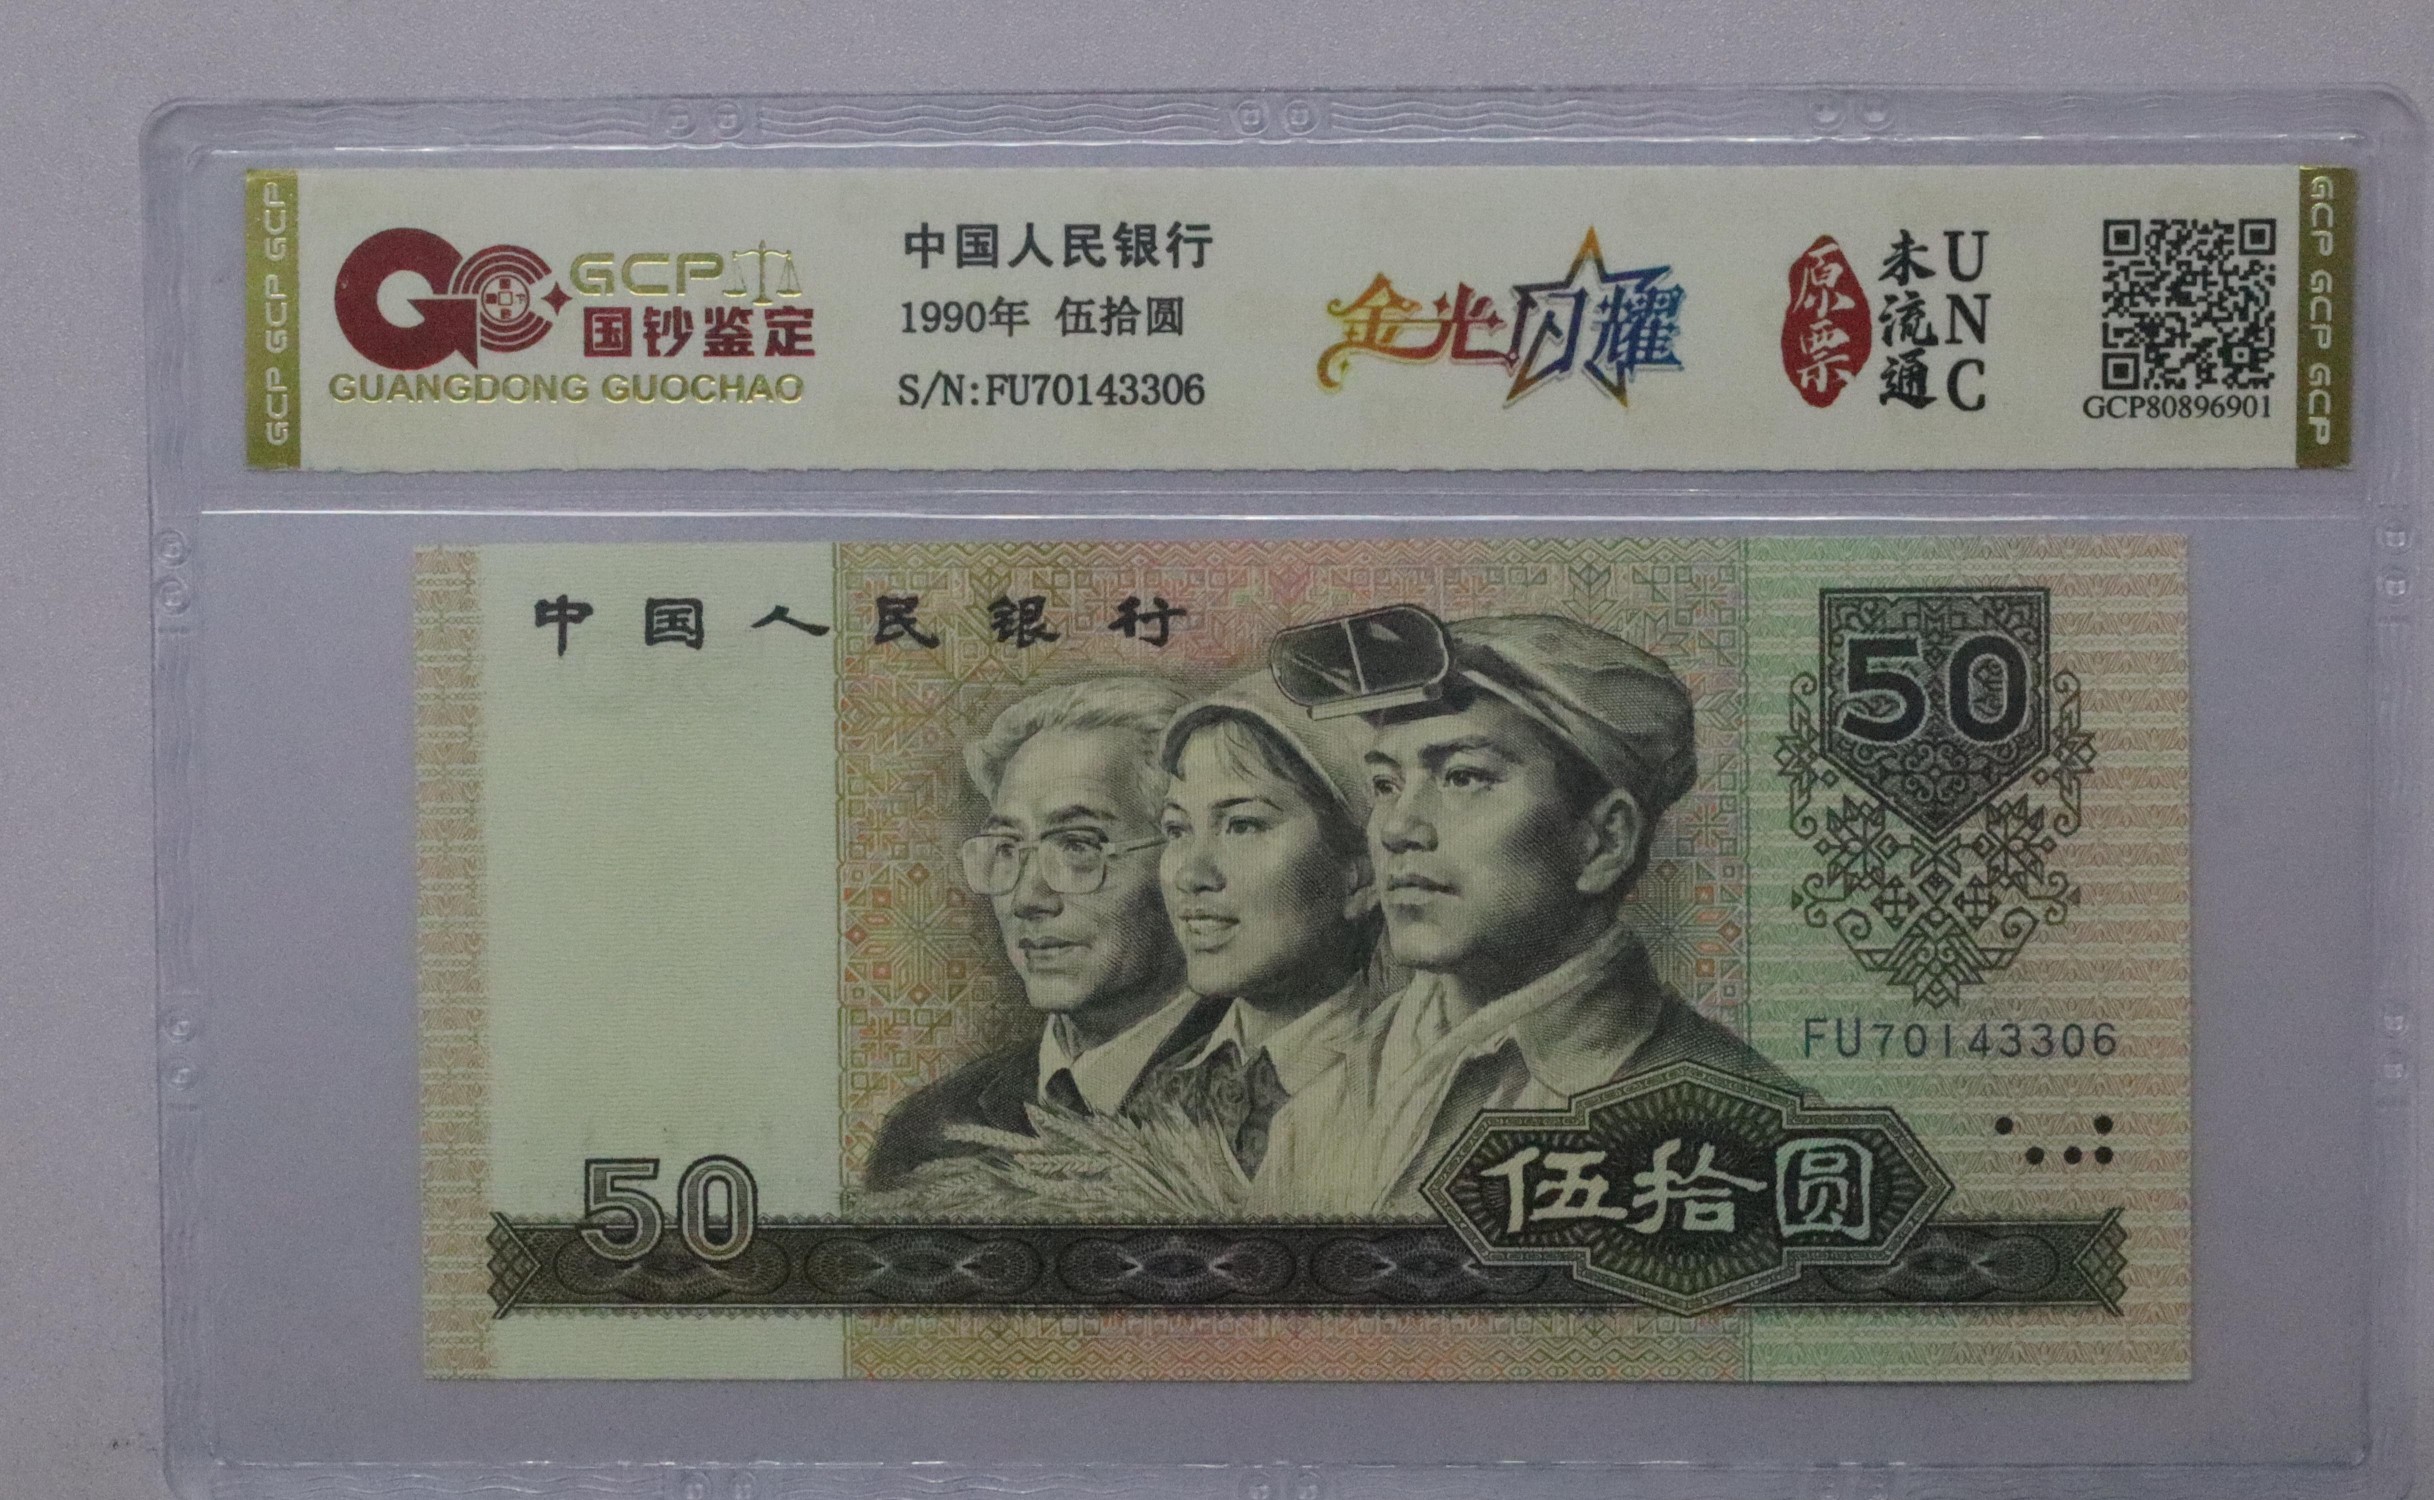 GCP GCP GCP
GCP
国钞鉴定
GUANGDONG GUOCHAO
中国人民银行
1990年 伍拾圆
S/N:FU70143306
金光闪耀
原票
未流通
UNC
GCP80896901
GCP GCP GCP
中国人民银行
50
FU70143306
50
伍拾圆